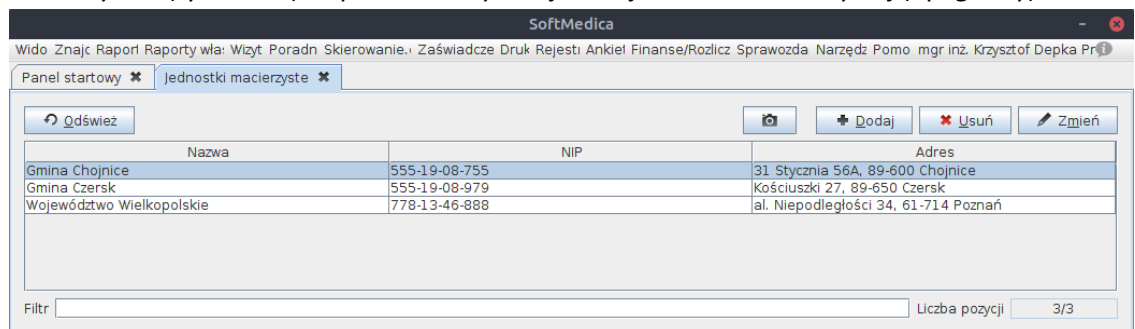 SoftMedica
Wido Znajc Raport Raporty wła: Wizyt Poradn Skierowanie.‹ Zaświadcze Druk Rejestı Ankiet Finanse/Rozlicz Sprawozda Narzędz Pomo mgr inż. Krzysztof Depka Pr
Panel startowy Jednostki macierzyste
Odśwież Dodaj Usuń Zmień
Nazwa NIP Adres
Gmina Chojnice 555-19-08-755 31 Stycznia 56A, 89-600 Chojnice
Gmina Czersk 555-19-08-979 Kościuszki 27, 89-650 Czersk
Województwo Wielkopolskie 778-13-46-888 al. Niepodległości 34, 61-714 Poznań
Filtr Liczba pozycji 3/3